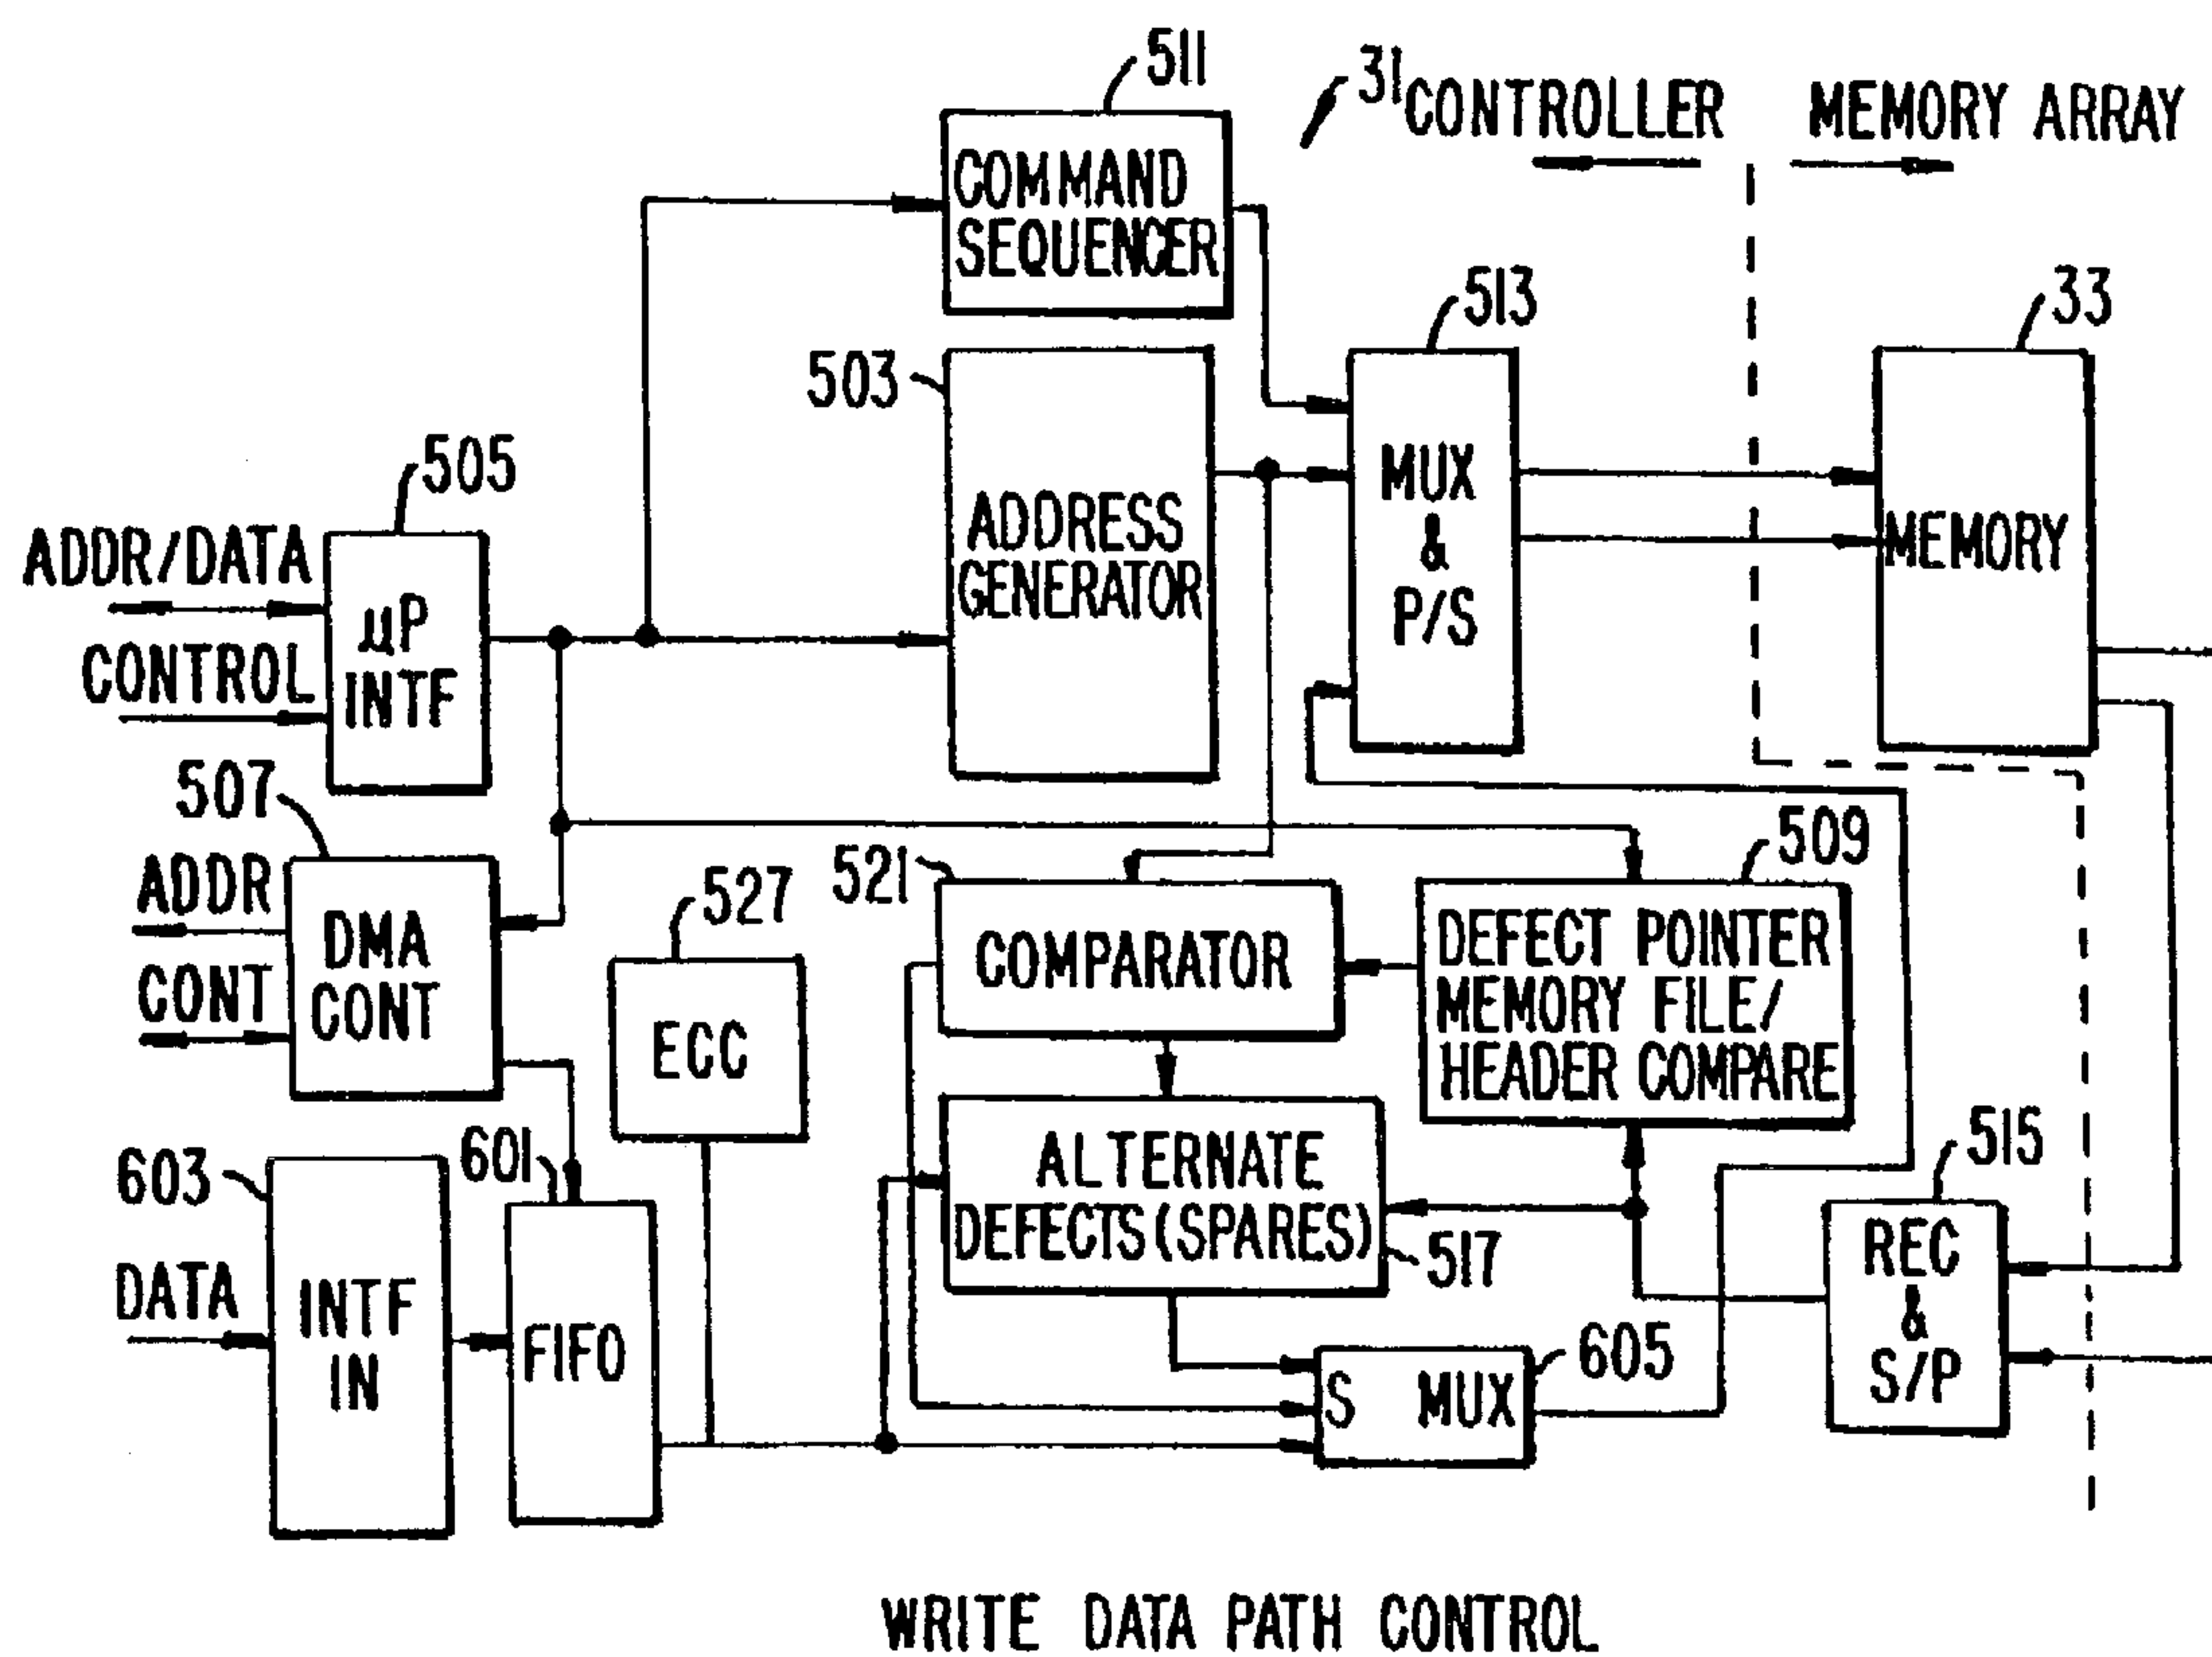 511
31
CONTROLLER
MEMORY ARRAY
COMMAND
SEQUENCER
513
33
503
505
ADDR/DATA
CONTROL
µP
INTF
ADDRESS
GENERATOR
MUX
&
P/S
MEMORY
507
ADDR
CONT
DMA
CONT
527
ECC
521
COMPARATOR
509
DEFECT POINTER
MEMORY FILE/
HEADER COMPARE
603
DATA
INTF
IN
601
FIFO
ALTERNATE
DEFECTS (SPARES)
517
515
REC
&
S/P
605
S MUX
WRITE DATA PATH CONTROL